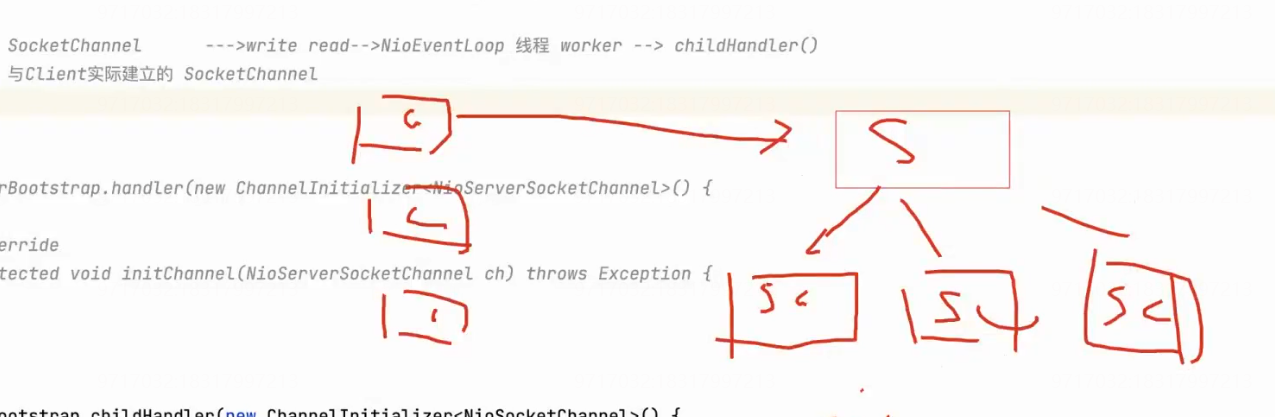 SocketChannel --->write read-->NioEventLoop 线程 worker --> childHandler()
与Client实际建立的 SocketChannel
C
S
rBootstrap.handler(new ChannelInitializer<NioServerSocketChannel>() {
C
erride
tected void initChannel(NioServerSocketChannel ch) throws Exception {
C
SC
SC
SC
ootstrap.childHandler(new ChannelInitializer<NioSocketChannel>() {